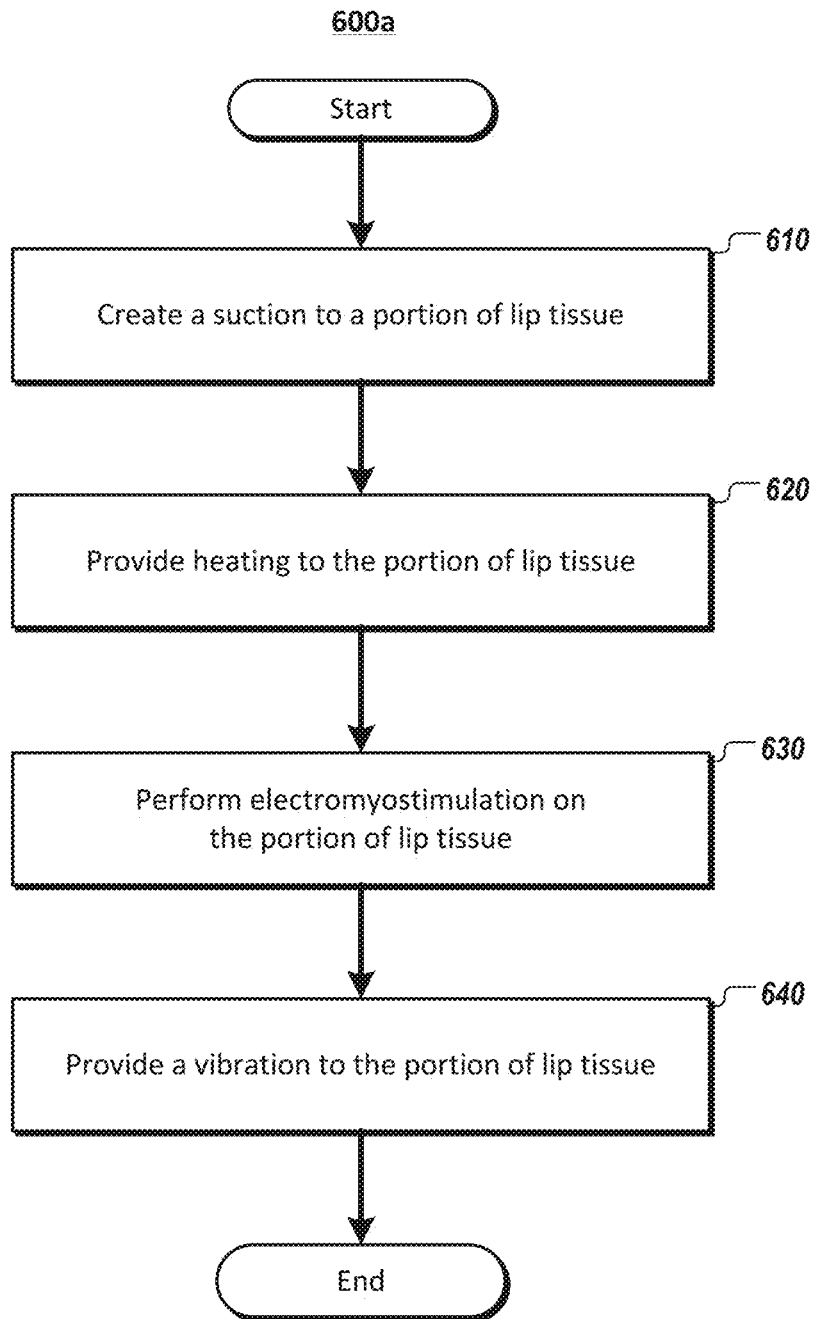 600a
Start
610
Create a suction to a portion of lip tissue
620
Provide heating to the portion of lip tissue
630
Perform electromyostimulation on
the portion of lip tissue
640
Provide a vibration to the portion of lip tissue
End